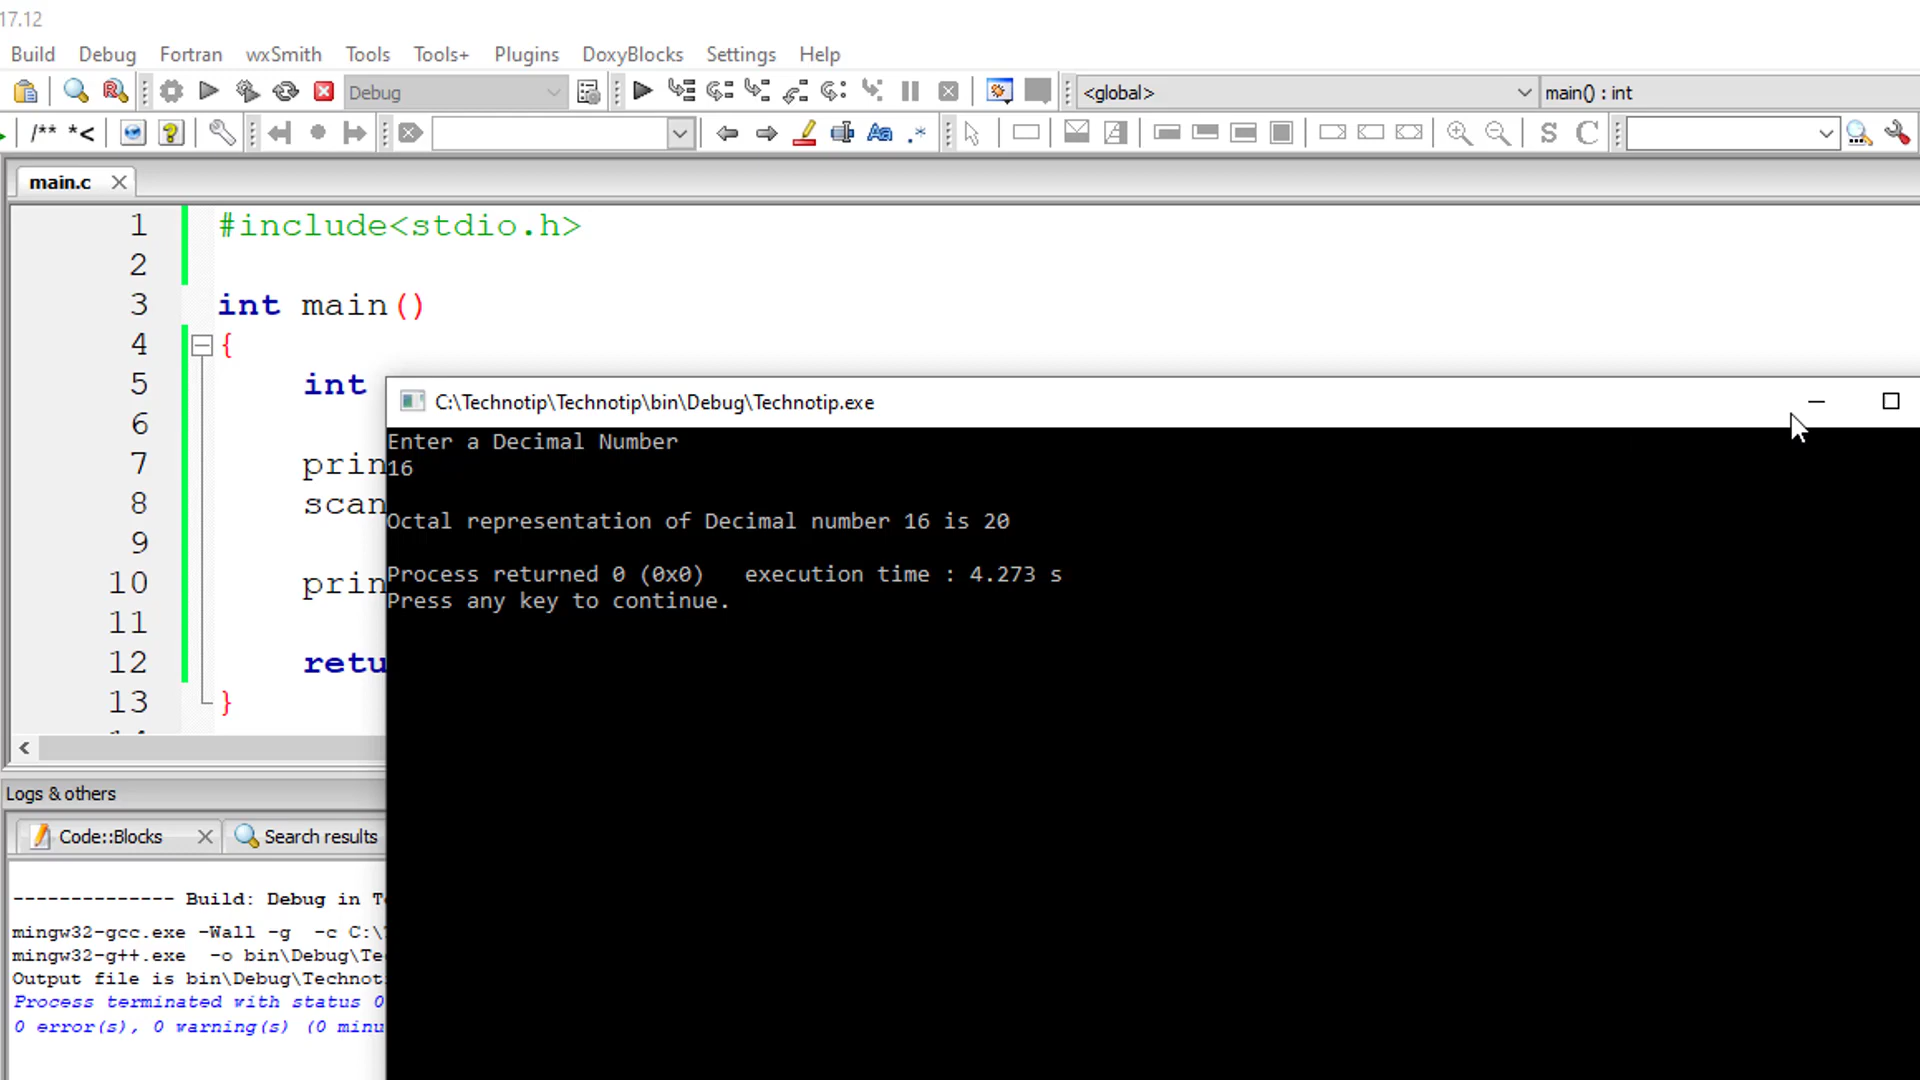 17.12
Build Debug Fortran wxSmith Tools Tools+ Plugins DoxyBlocks Settings Help
Debug <global> main() : int
/** *< Aa .* S C
main.c
1 #include<stdio.h>
2
3 int main()
4 {
5 int
6
7 prin
8 scan
9
10 prin
11
12 retu
13 }
C:\Technotip\Technotip\bin\Debug\Technotip.exe
Enter a Decimal Number
16
Octal representation of Decimal number 16 is 20
Process returned 0 (0x0) execution time : 4.273 s
Press any key to continue.
Logs & others
Code::Blocks Search results
-------------- Build: Debug in Te
mingw32-gcc.exe -Wall -g -c C:\
mingw32-g++.exe -o bin\Debug\Te
Output file is bin\Debug\Technot
Process terminated with status 0
0 error(s), 0 warning(s) (0 minu